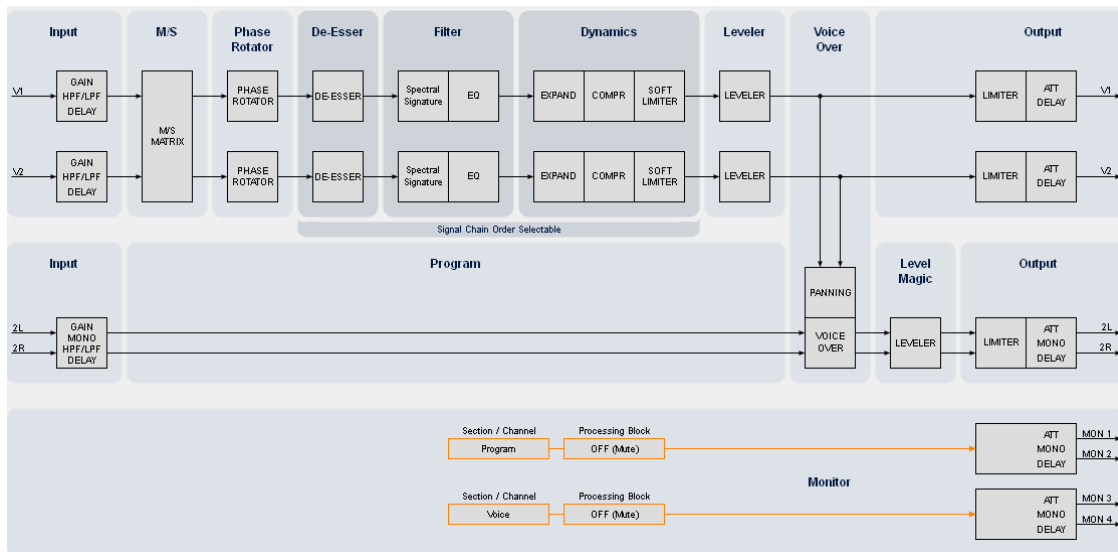 Input
M/S
Phase
Rotator
De-Esser
Filter
Dynamics
Leveler
Voice
Over
Output
V1
GAIN
HPF/LPF
DELAY
M/S
MATRIX
PHASE
ROTATOR
DE-ESSER
Spectral
Signature
EQ
EXPAND
COMPR
SOFT
LIMITER
LEVELER
LIMITER
ATT
DELAY
V1
V2
GAIN
HPF/LPF
DELAY
PHASE
ROTATOR
DE-ESSER
Spectral
Signature
EQ
EXPAND
COMPR
SOFT
LIMITER
LEVELER
LIMITER
ATT
DELAY
V2
Signal Chain Order Selectable
Input
Program
Level
Magic
Output
PANNING
2L
2R
GAIN
MONO
HPF/LPF
DELAY
VOICE
OVER
LEVELER
LIMITER
ATT
MONO
DELAY
2L
2R
Section / Channel
Program
Processing Block
OFF (Mute)
ATT
MONO
DELAY
MON 1
MON 2
Monitor
Section / Channel
Voice
Processing Block
OFF (Mute)
ATT
MONO
DELAY
MON 3
MON 4